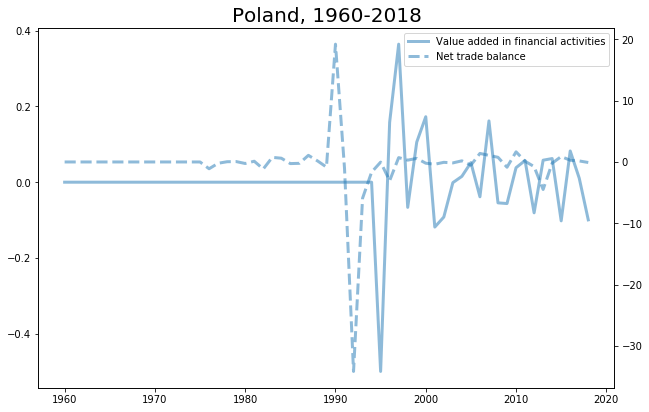 Poland, 1960-2018
Value added in financial activities
Net trade balance
0.4
0.2
0.0
−0.2
−0.4
20
10
0
−10
−20
−30
1960 1970 1980 1990 2000 2010 2020